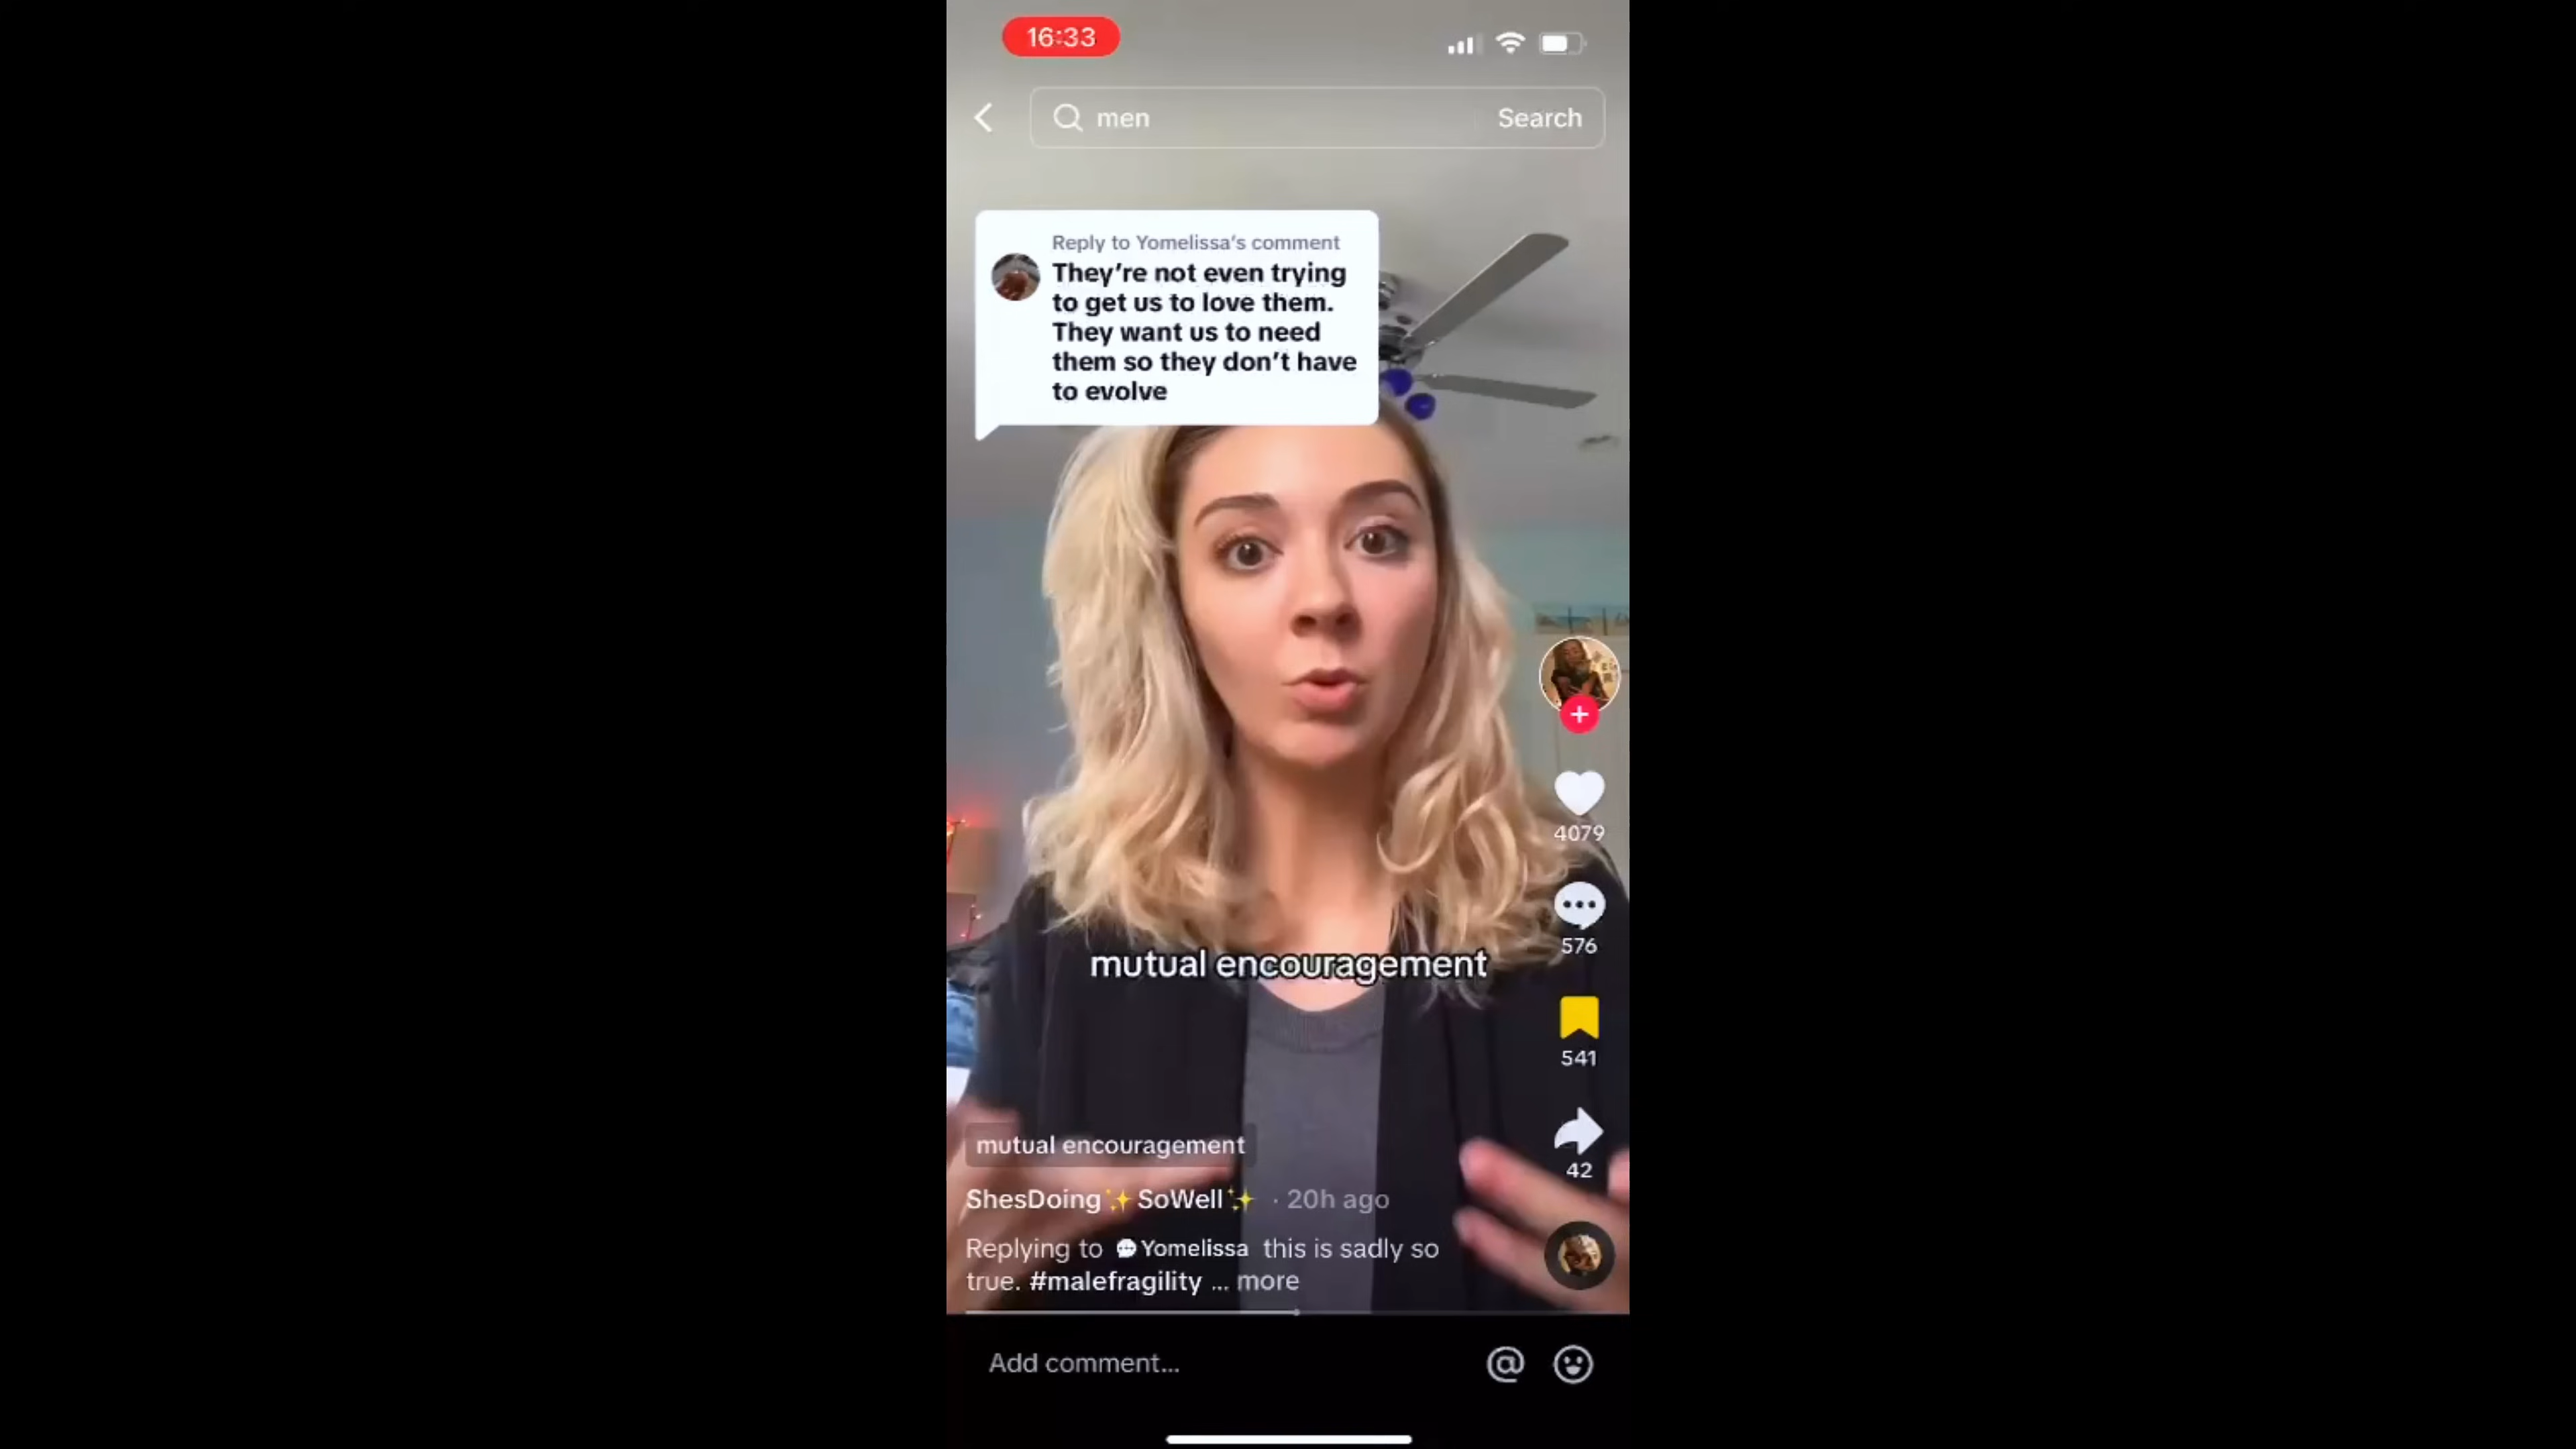 16:33
men
Search
Reply to Yomelissa's comment
They're not even trying
to get us to love them.
They want us to need
them so they don't have
to evolve
4079
576
mutual encouragement
541
mutual encouragement
42
ShesDoing✨SoWell✨ · 20h ago
Replying to 💬Yomelissa this is sadly so
true. #malefragility ... more
Add comment...
@